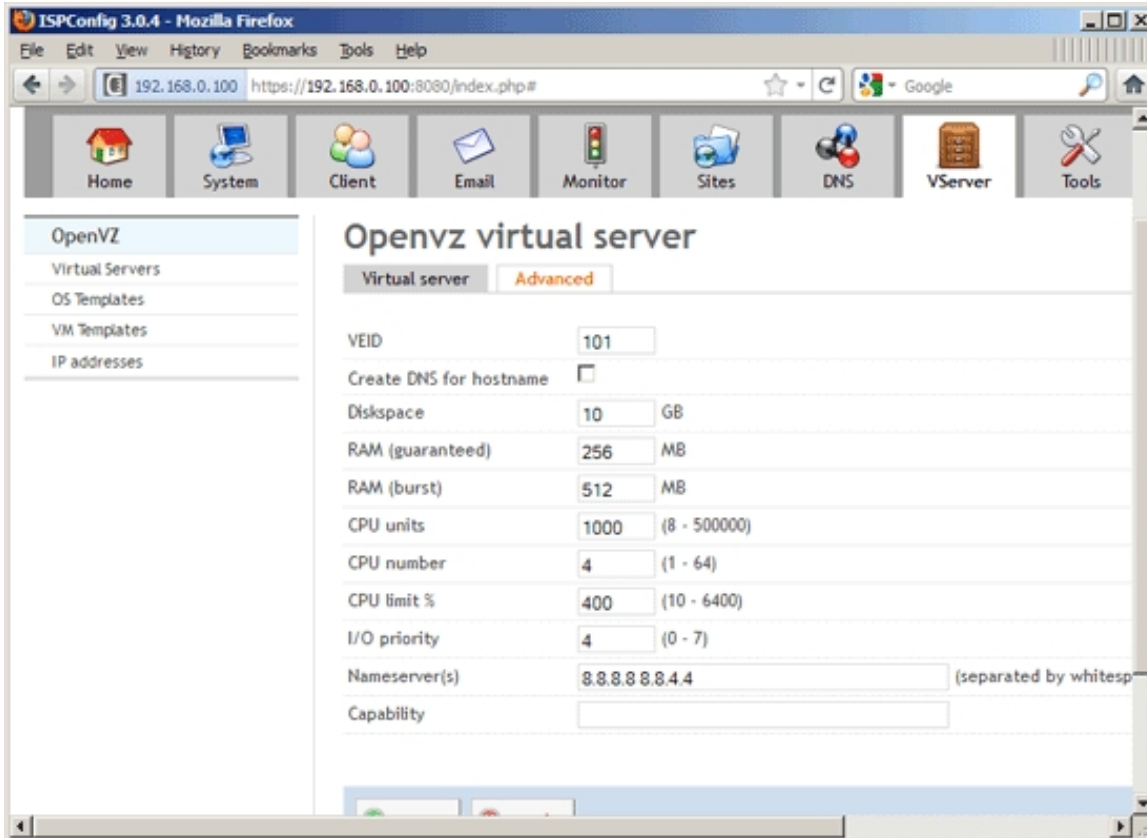 ISPConfig 3.0.4 - Mozilla Firefox
File Edit View History Bookmarks Tools Help
192.168.0.100 https://192.168.0.100:8080/index.php# Google
Home System Client Email Monitor Sites DNS VServer Tools
OpenVZ
Virtual Servers
OS Templates
VM Templates
IP addresses
Openvz virtual server
Virtual server Advanced
VEID 101
Create DNS for hostname
Diskspace 10 GB
RAM (guaranteed) 256 MB
RAM (burst) 512 MB
CPU units 1000 (8 - 500000)
CPU number 4 (1 - 64)
CPU limit % 400 (10 - 6400)
I/O priority 4 (0 - 7)
Nameserver(s) 8.8.8.8 8.8.4.4 (separated by whitesp
Capability